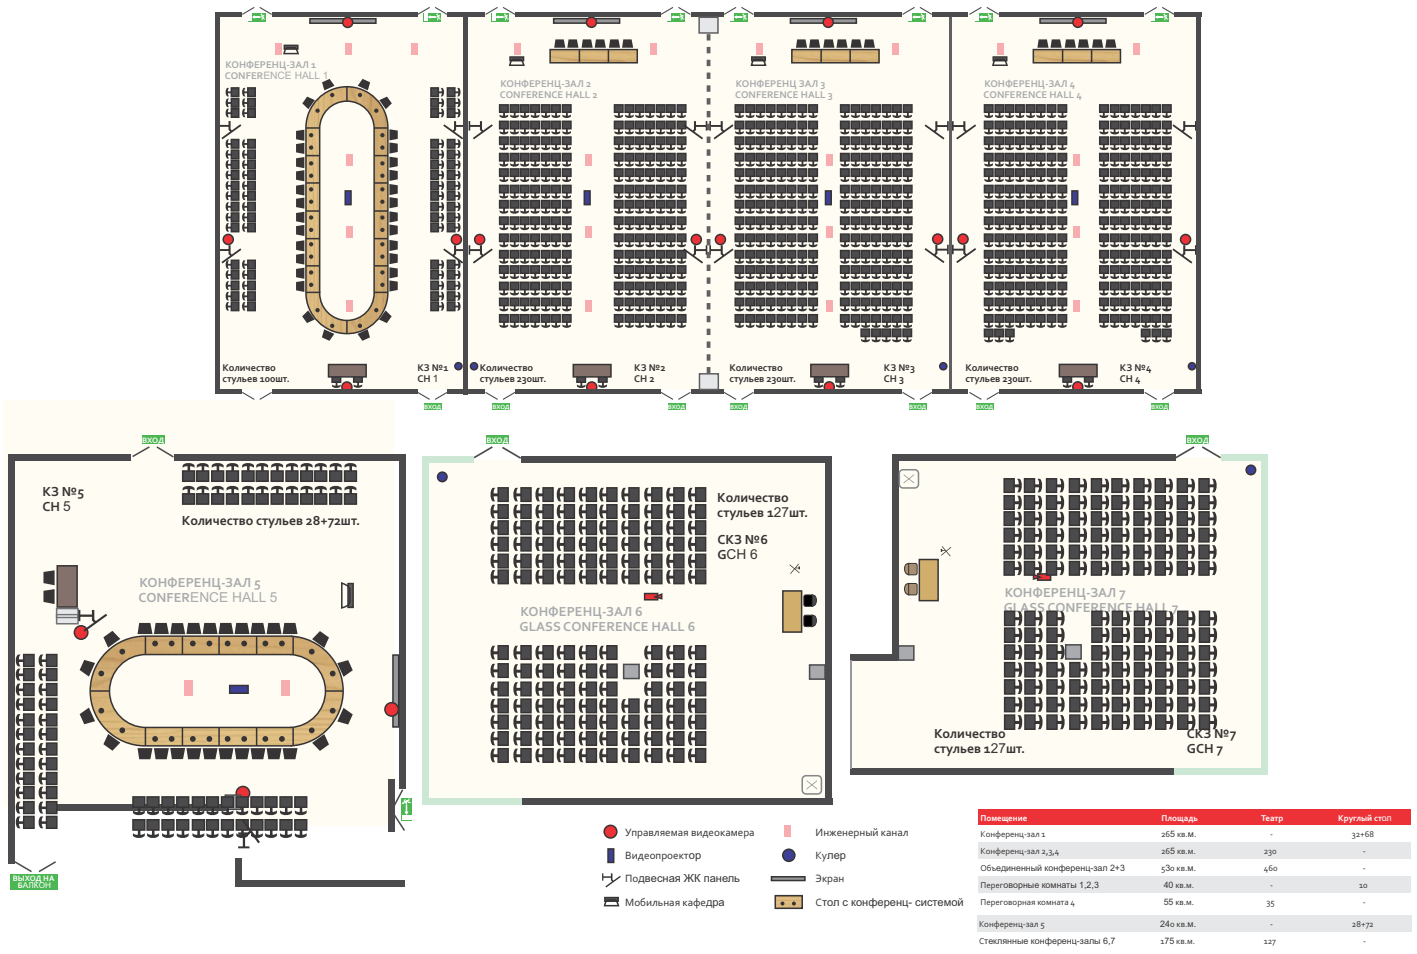 КОНФЕРЕНЦ-ЗАЛ 1
CONFERENCE HALL 1
КОНФЕРЕНЦ-ЗАЛ 2
CONFERENCE HALL 2
КОНФЕРЕНЦ ЗАЛ 3
CONFERENCE HALL 3
КОНФЕРЕНЦ-ЗАЛ 4
CONFERENCE HALL 4
Количество
стульев 100шт.
КЗ №1
CH 1
Количество
стульев 230шт.
КЗ №2
CH 2
Количество
стульев 230шт.
КЗ №3
CH 3
Количество
стульев 230шт.
КЗ №4
CH 4
ВХОД
ВХОД
ВХОД
ВХОД
ВХОД
ВХОД
ВХОД
ВХОД
КЗ №5
CH 5
Количество стульев 28+72шт.
КОНФЕРЕНЦ-ЗАЛ 5
CONFERENCE HALL 5
ВЫХОД НА
БАЛКОН
ВХОД
Количество
стульев 127шт.
СКЗ №6
GCH 6
КОНФЕРЕНЦ-ЗАЛ 6
GLASS CONFERENCE HALL 6
ВХОД
КОНФЕРЕНЦ-ЗАЛ 7
GLASS CONFERENCE HALL 7
Количество
стульев 127шт.
СКЗ №7
GCH 7
Управляемая видеокамера
Видеопроектор
Подвесная ЖК панель
Мобильная кафедра
Инженерный канал
Кулер
Экран
Стол с конференц- системой
Помещение Площадь Театр Круглый стол
Конференц-зал 1 265 кв.м. - 32+68
Конференц-зал 2,3,4 265 кв.м. 230 -
Объединенный конференц-зал 2+3 530 кв.м. 460 -
Переговорные комнаты 1,2,3 40 кв.м. - 10
Переговорная комната 4 55 кв.м. 35 -
Конференц-зал 5 240 кв.м. - 28+72
Стеклянные конференц-залы 6,7 175 кв.м. 127 -